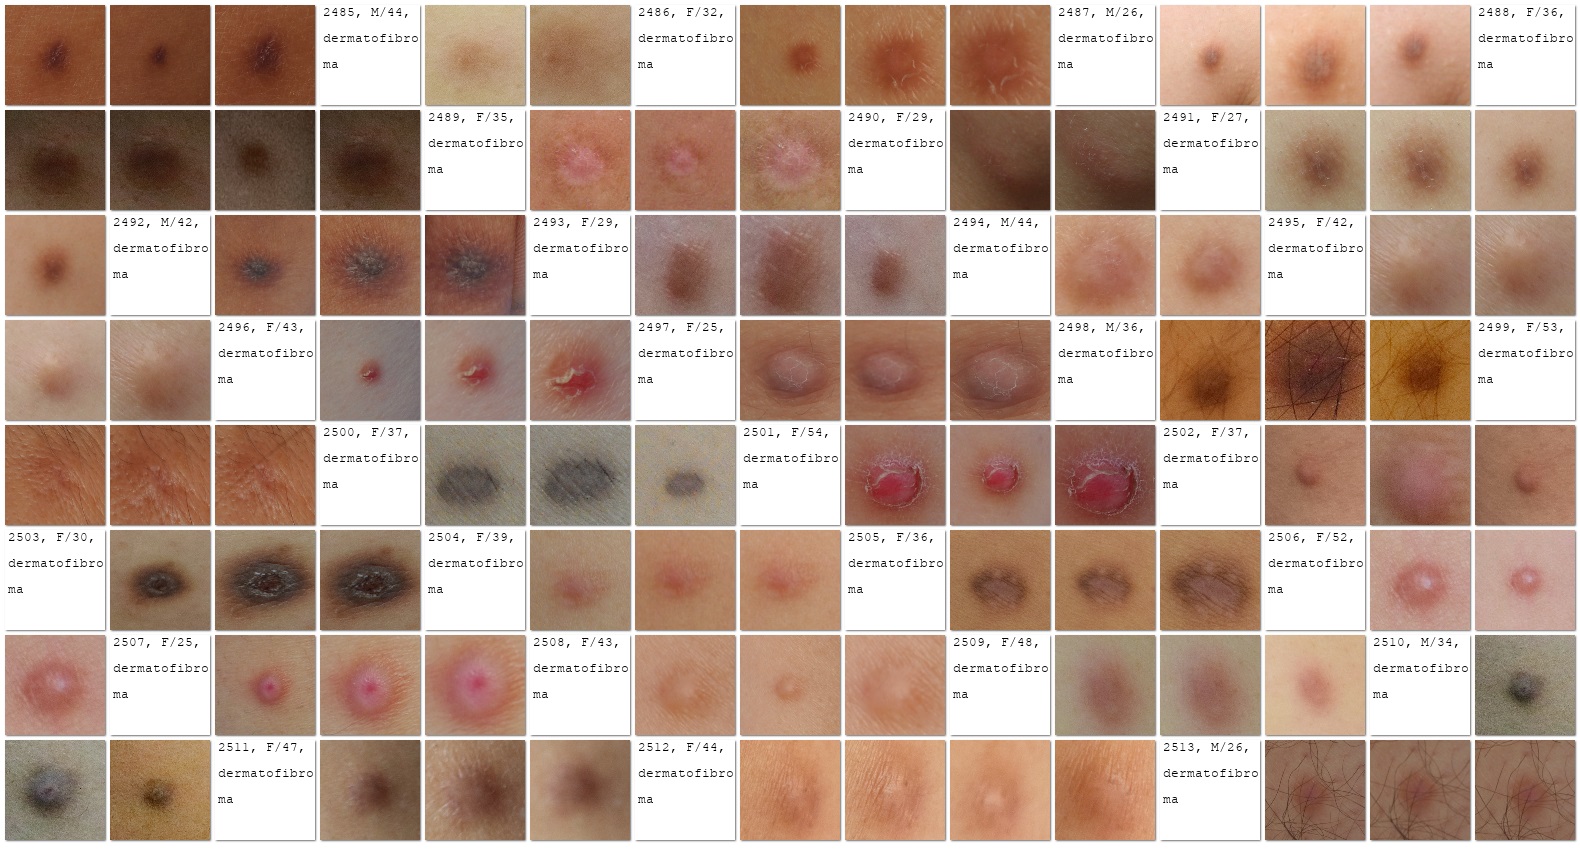 2485, M/44,
dermatofibro
ma
2486, F/32,
dermatofibro
ma
2487, M/26,
dermatofibro
ma
2488, F/36,
dermatofibro
ma
2489, F/35,
dermatofibro
ma
2490, F/29,
dermatofibro
ma
2491, F/27,
dermatofibro
ma
2492, M/42,
dermatofibro
ma
2493, F/29,
dermatofibro
ma
2494, M/44,
dermatofibro
ma
2495, F/42,
dermatofibro
ma
2496, F/43,
dermatofibro
ma
2497, F/25,
dermatofibro
ma
2498, M/36,
dermatofibro
ma
2499, F/53,
dermatofibro
ma
2500, F/37,
dermatofibro
ma
2501, F/54,
dermatofibro
ma
2502, F/37,
dermatofibro
ma
2503, F/30,
dermatofibro
ma
2504, F/39,
dermatofibro
ma
2505, F/36,
dermatofibro
ma
2506, F/52,
dermatofibro
ma
2507, F/25,
dermatofibro
ma
2508, F/43,
dermatofibro
ma
2509, F/48,
dermatofibro
ma
2510, M/34,
dermatofibro
ma
2511, F/47,
dermatofibro
ma
2512, F/44,
dermatofibro
ma
2513, M/26,
dermatofibro
ma